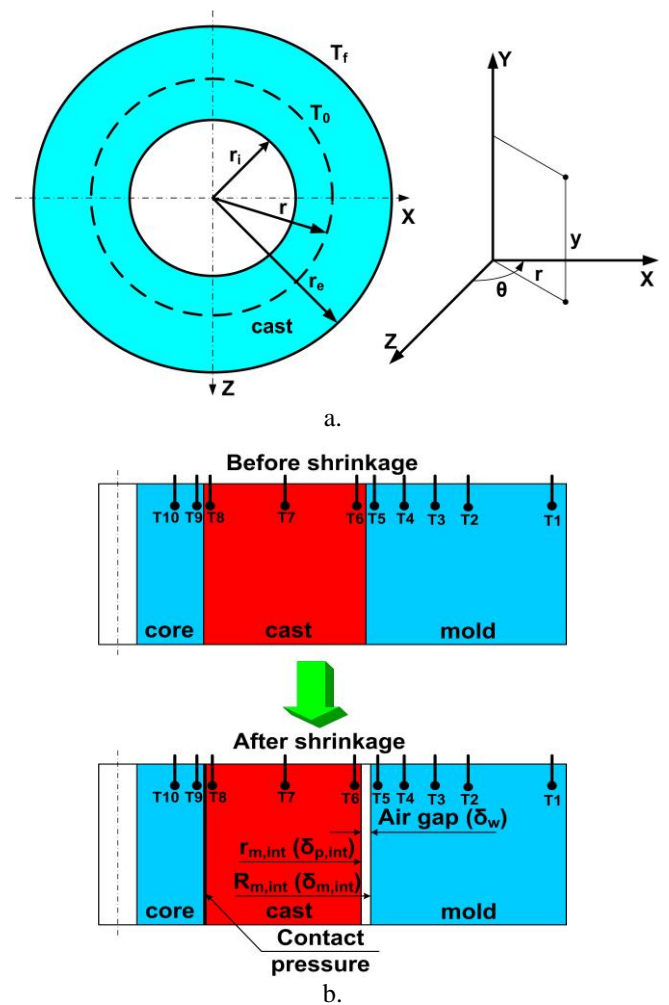 T_f
T_0
r_i
X
r
r_e
cast
Z
Y
y
θ
r
X
Z
a.
Before shrinkage
T10 T9 T8 T7 T6 T5 T4 T3 T2 T1
core cast mold
After shrinkage
T10 T9 T8 T7 T6 T5 T4 T3 T2 T1
Air gap (δ_w)
r_m,int (δ_p,int)
R_m,int (δ_m,int)
core cast mold
Contact
pressure
b.